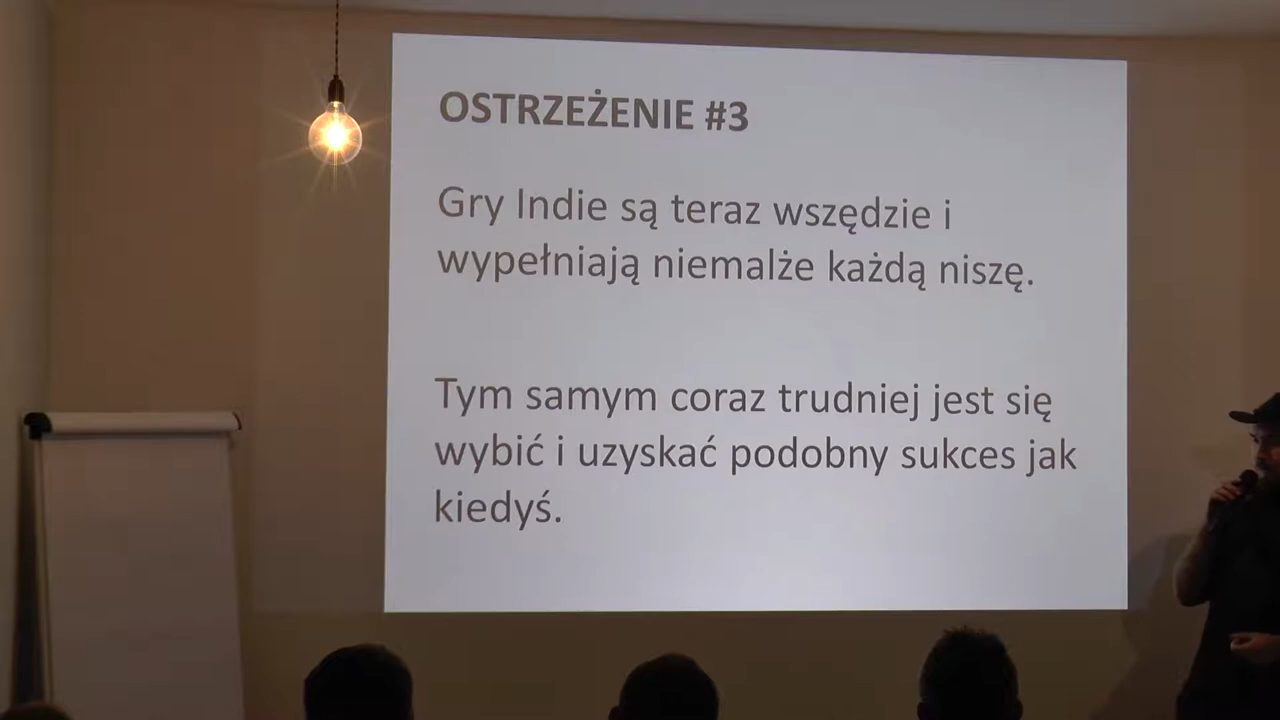 OSTRZEŻENIE #3
Gry Indie są teraz wszędzie i
wypełniają niemalże każdą niszę.
Tym samym coraz trudniej jest się
wybić i uzyskać podobny sukces jak
kiedyś.